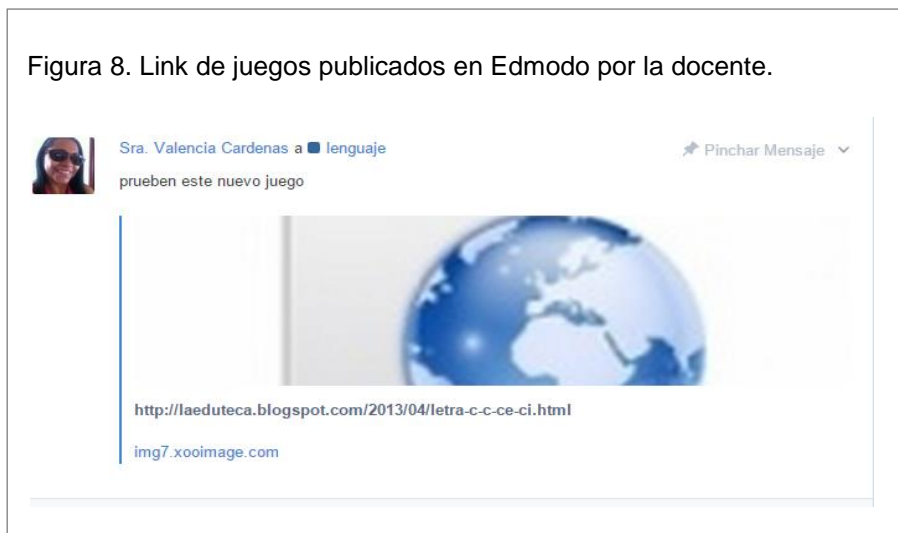 Figura 8. Link de juegos publicados en Edmodo por la docente.
Sra. Valencia Cardenas a lenguaje
Pinchar Mensaje
prueben este nuevo juego
http://laeduteca.blogspot.com/2013/04/letra-c-c-ce-ci.html
img7.xooimage.com